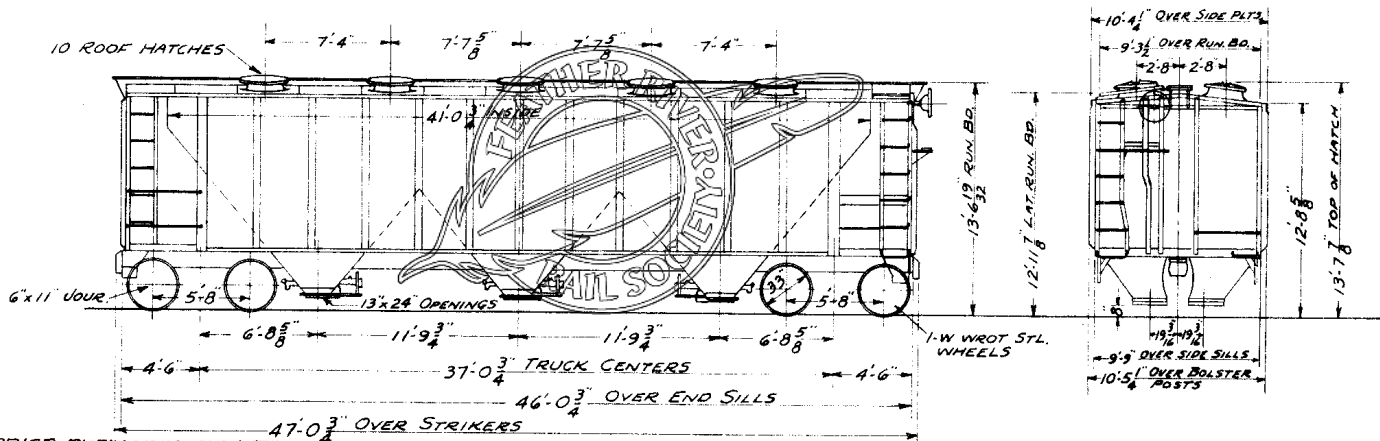 10'-4 1/4" OVER SIDE PLTS
9'-3 1/2" OVER RUN. BD.
2-8 2-8
10 ROOF HATCHES
7'-4" 7'-7 5/8" 7'-7 5/8" 7'-4"
41'-0 3/4" INSIDE
FEATHER RIVER
RAIL SOCIETY
13'-6 19/32" RUN. BD.
12'-11 7/8" LAT. RUN. BD.
12'-8 5/8"
13'-7 7/8" TOP OF HATCH
6"x11" JOUR.
5'-8"
13"x24" OPENINGS
33"
5'-8"
1-W WROT STL. WHEELS
8"
19 3/16 19 3/16
6'-8 5/8" 11'-9 3/4" 11'-9 3/4" 6'-8 5/8"
9'-9" OVER SIDE SILLS
10'-5 1/4" OVER BOLSTER POSTS
4'-6" 37'-0 3/4" TRUCK CENTERS 4'-6"
46'-0 3/4" OVER END SILLS
47'-0 3/4" OVER STRIKERS